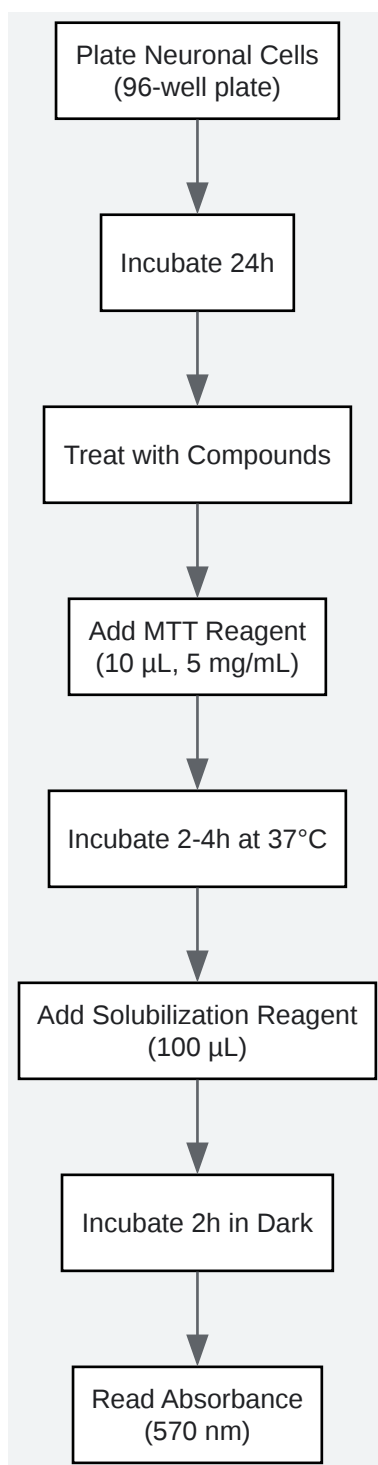 Plate Neuronal Cells
(96-well plate)
Incubate 24h
Treat with Compounds
Add MTT Reagent
(10 µL, 5 mg/mL)
Incubate 2-4h at 37°C
Add Solubilization Reagent
(100 µL)
Incubate 2h in Dark
Read Absorbance
(570 nm)